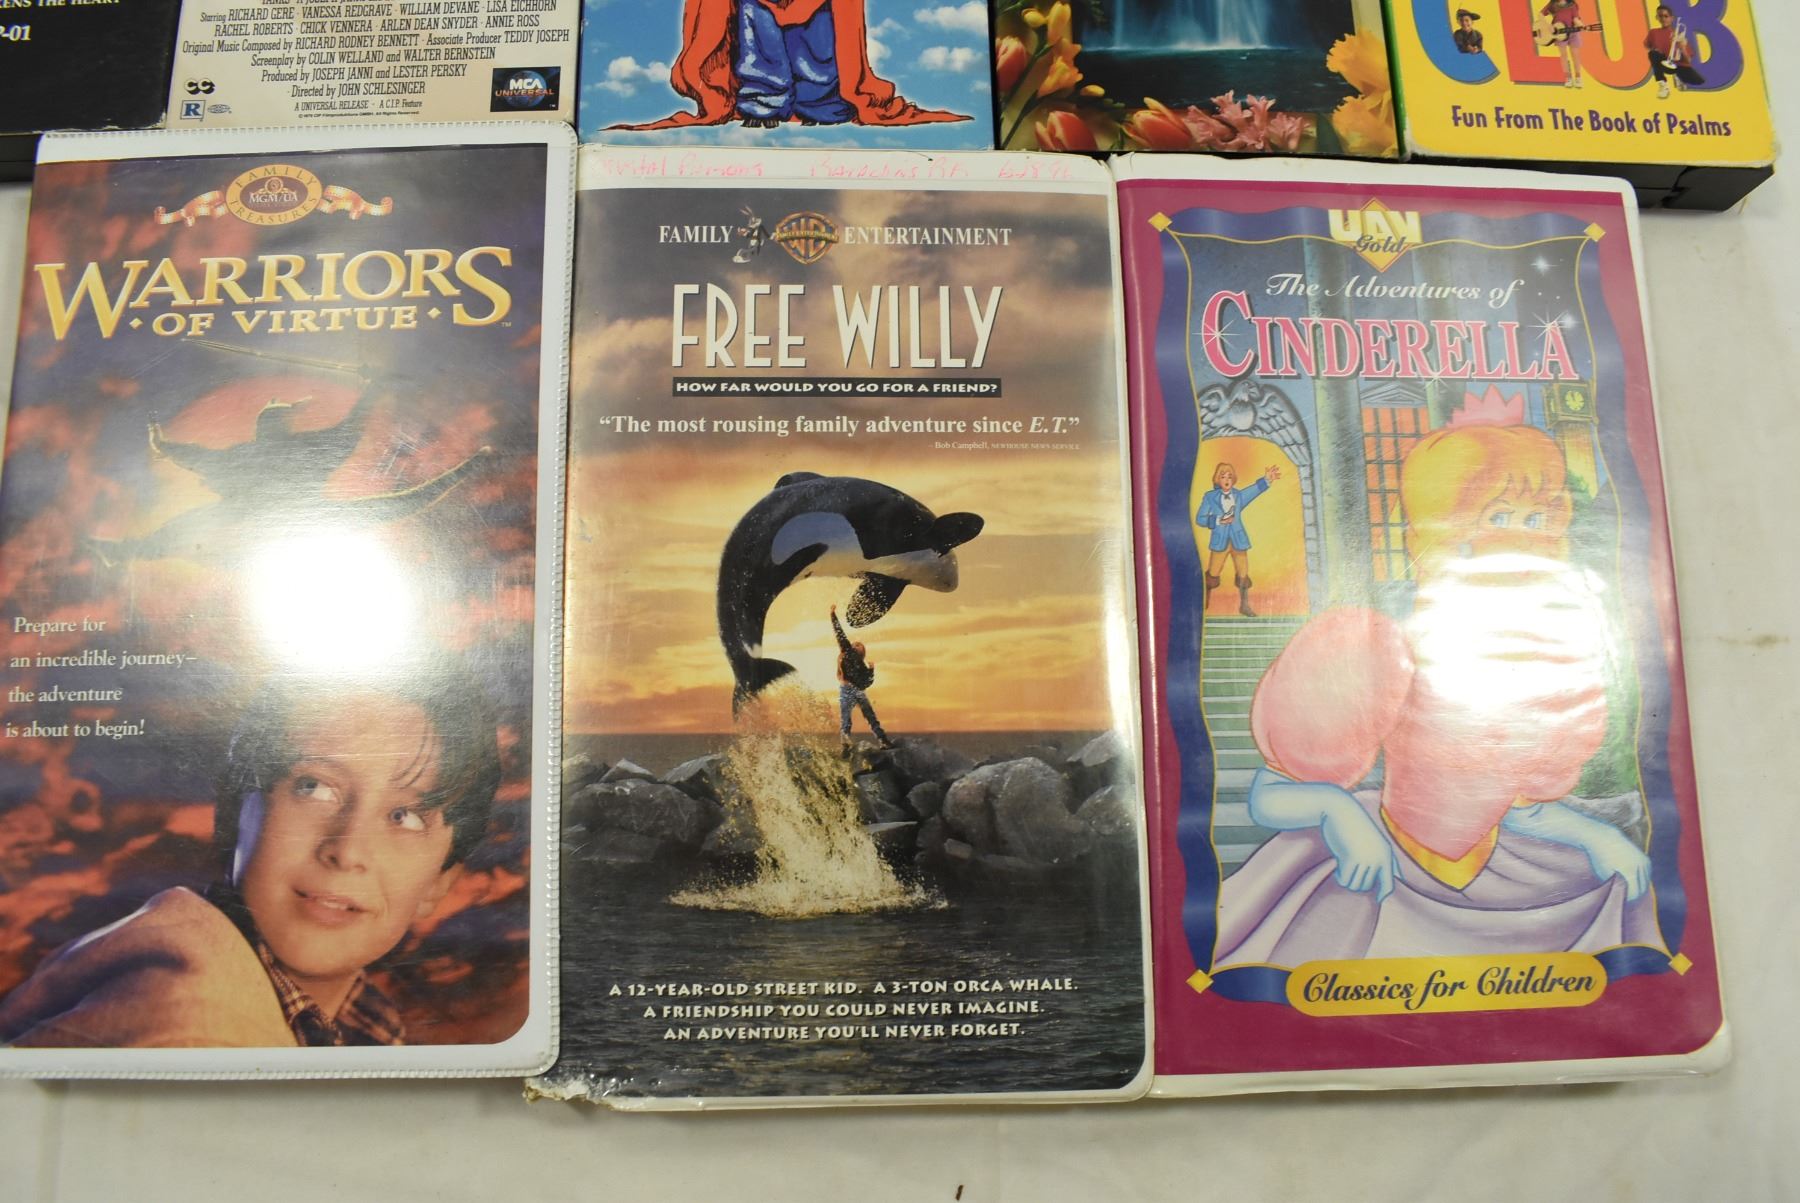 P-01
Starring RICHARD GERE · VANESSA REDGRAVE · WILLIAM DEVANE · LISA EICHHORN
RACHEL ROBERTS · CHICK VENNERA · ARLEN DEAN SNYDER · ANNIE ROSS
Original Music Composed by RICHARD RODNEY BENNETT · Associate Producer TEDDY JOSEPH
Screenplay by COLIN WELLAND and WALTER BERNSTEIN
Produced by JOSEPH JANNI and LESTER PERSKY
Directed by JOHN SCHLESINGER
A UNIVERSAL RELEASE · A C.I.P. Feature
R
MCA
UNIVERSAL
CLUB
Fun From The Book of Psalms
FAMILY
MGM/UA
TREASURES
WARRIORS
· OF VIRTUE ·
TM
Prepare for
an incredible journey–
the adventure
is about to begin!
FAMILY WB ENTERTAINMENT
FREE WILLY
HOW FAR WOULD YOU GO FOR A FRIEND?
“The most rousing family adventure since E.T.”
– Bob Campbell, NEWHOUSE NEWS SERVICE
A 12-YEAR-OLD STREET KID. A 3-TON ORCA WHALE.
A FRIENDSHIP YOU COULD NEVER IMAGINE.
AN ADVENTURE YOU'LL NEVER FORGET.
UAV
Gold
The Adventures of
CINDERELLA
Classics for Children